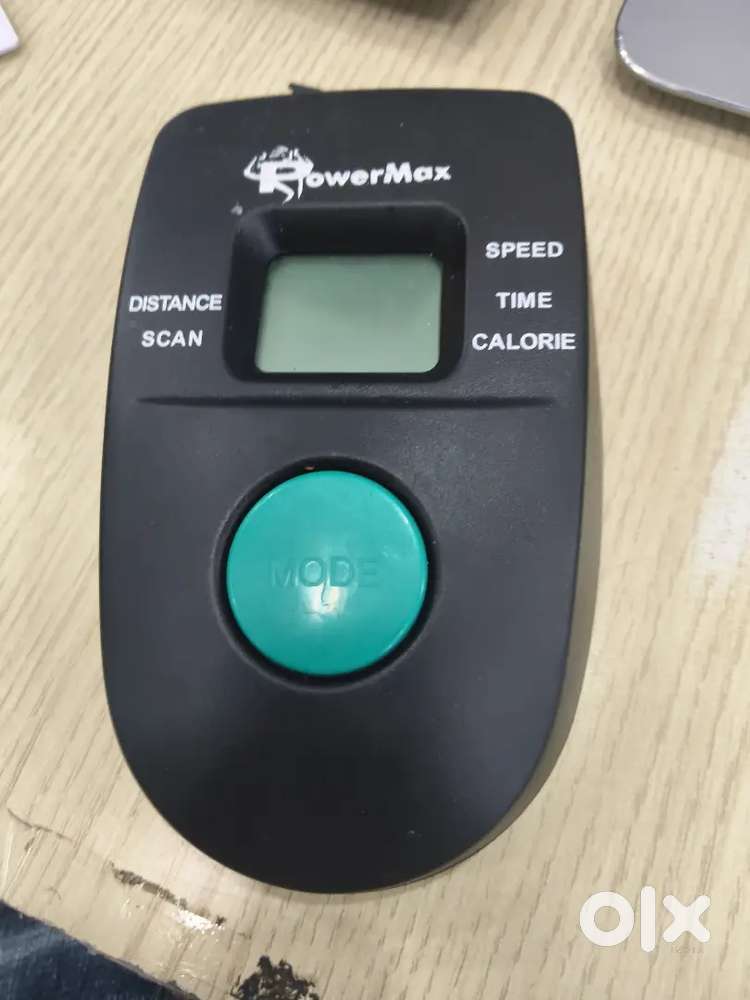 PowerMax
SPEED
DISTANCE
TIME
SCAN
CALORIE
MODE
olx